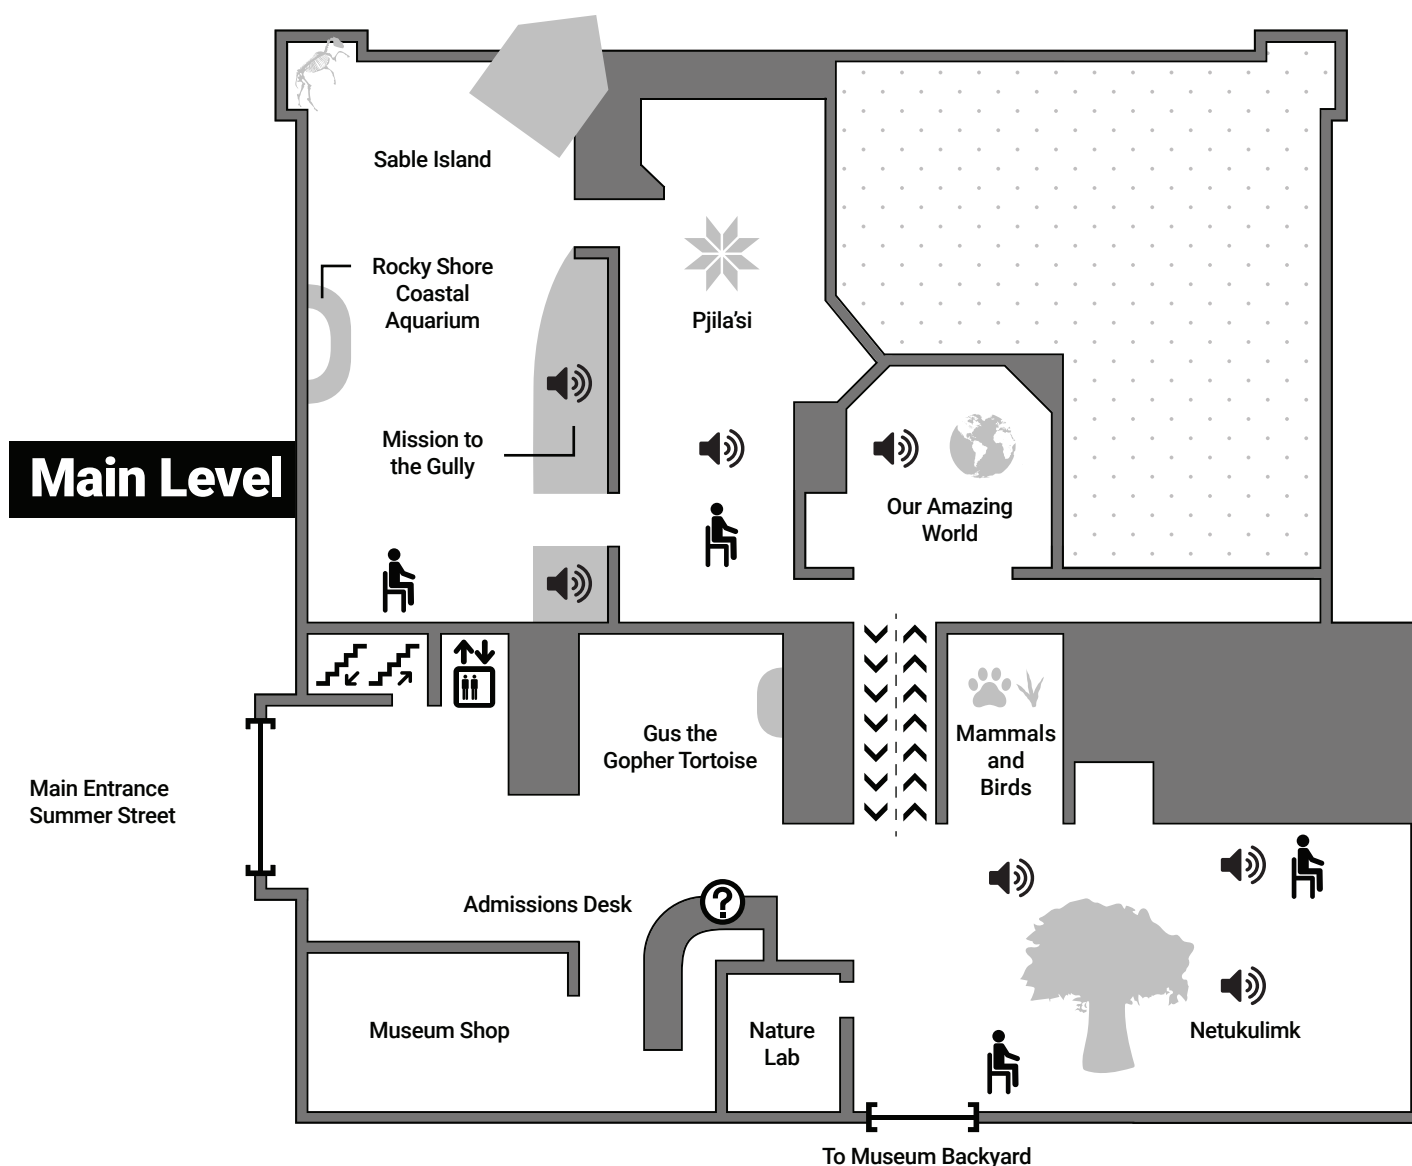 Sable Island
Rocky Shore
Coastal
Aquarium
Pjila'si
Mission to
the Gully
Main Level
Our Amazing
World
Gus the
Gopher Tortoise
Mammals
and
Birds
Main Entrance
Summer Street
Admissions Desk
?
Museum Shop
Nature
Lab
Netukulimk
To Museum Backyard